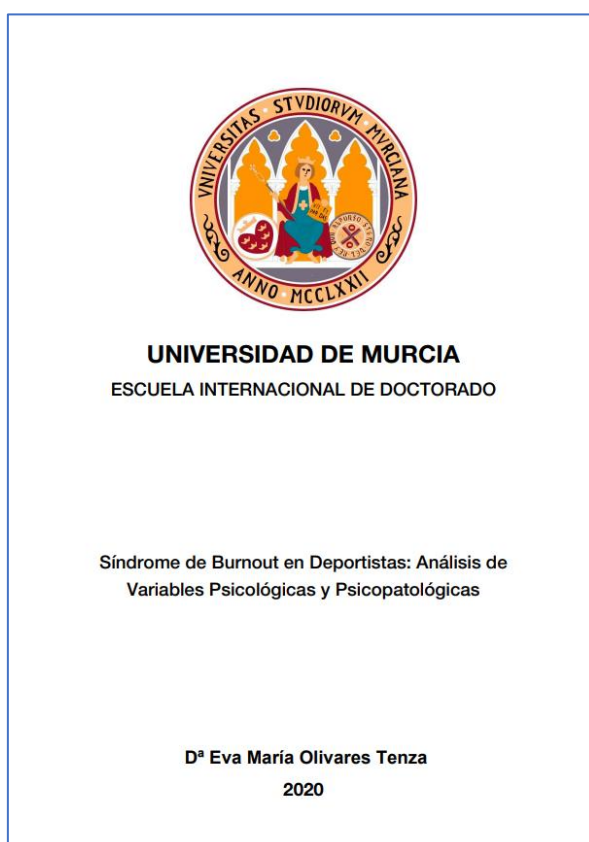 VNIVERSITAS STVDIORVM MVRCIANA
ANNO MCCLXXII
UNIVERSIDAD DE MURCIA
ESCUELA INTERNACIONAL DE DOCTORADO
Síndrome de Burnout en Deportistas: Análisis de
Variables Psicológicas y Psicopatológicas
Dª Eva María Olivares Tenza
2020